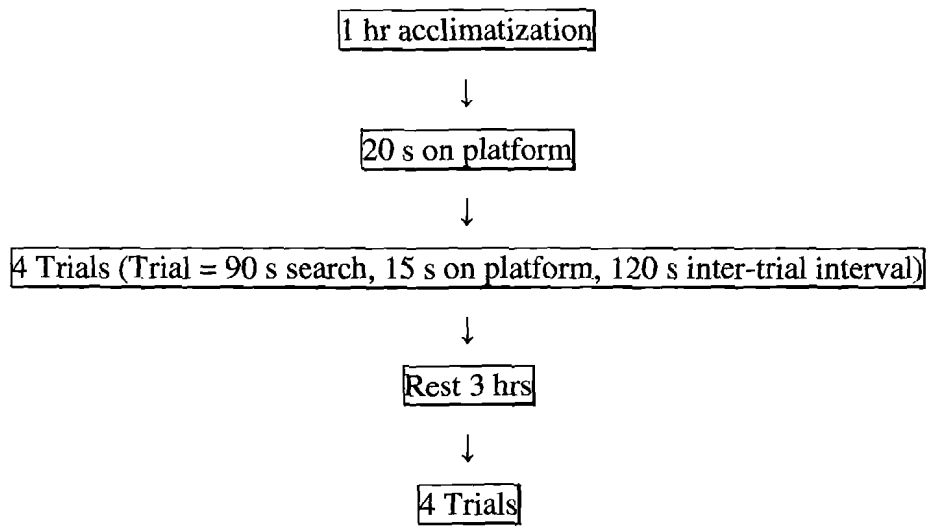 1 hr acclimatization
↓
20 s on platform
↓
4 Trials (Trial = 90 s search, 15 s on platform, 120 s inter-trial interval)
↓
Rest 3 hrs
↓
4 Trials